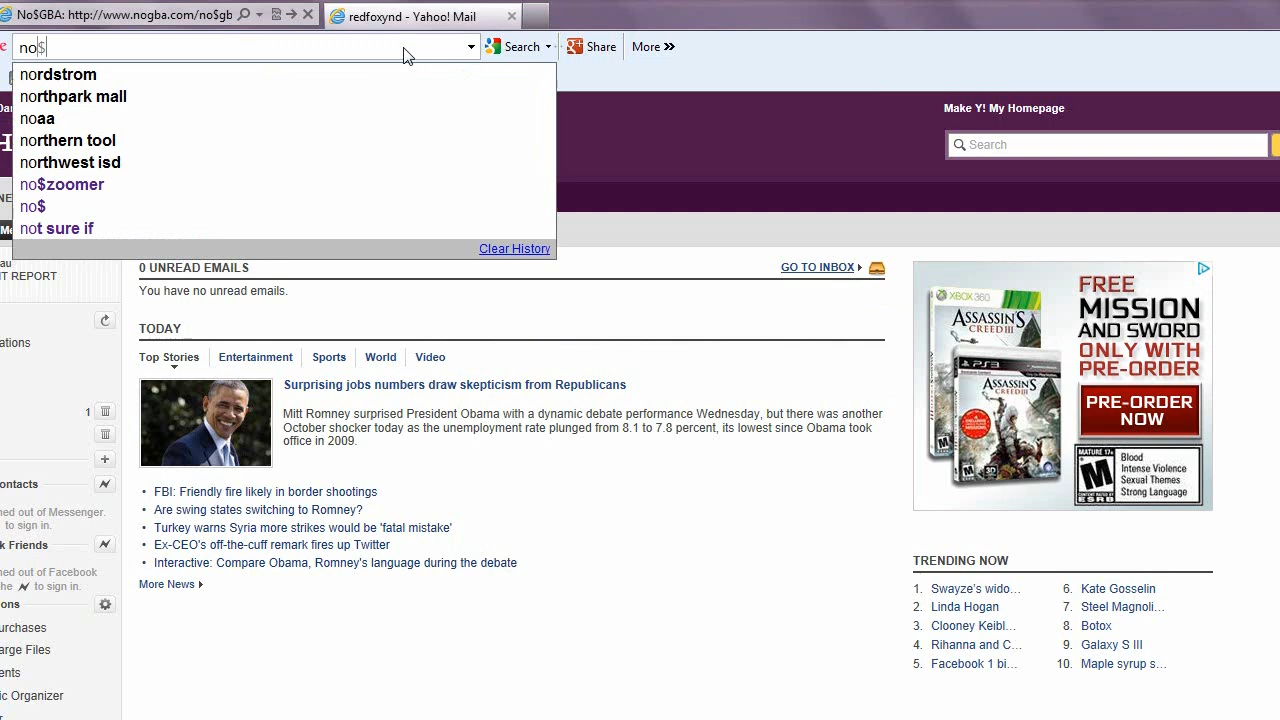 No$GBA: http://www.nogba.com/no$gb
redfoxynd - Yahoo! Mail
no$
Search
Share
More »
nordstrom
northpark mall
noaa
northern tool
northwest isd
no$zoomer
no$
not sure if
Clear History
Make Y! My Homepage
Search
T REPORT
0 UNREAD EMAILS
GO TO INBOX
You have no unread emails.
TODAY
Top Stories
Entertainment
Sports
World
Video
Surprising jobs numbers draw skepticism from Republicans
Mitt Romney surprised President Obama with a dynamic debate performance Wednesday, but there was another
October shocker today as the unemployment rate plunged from 8.1 to 7.8 percent, its lowest since Obama took
office in 2009.
• FBI: Friendly fire likely in border shootings
• Are swing states switching to Romney?
• Turkey warns Syria more strikes would be 'fatal mistake'
• Ex-CEO's off-the-cuff remark fires up Twitter
• Interactive: Compare Obama, Romney's language during the debate
More News
ations
1
ontacts
ned out of Messenger.
to sign in.
k Friends
ned out of Facebook
he to sign in.
ons
urchases
arge Files
ents
ic Organizer
XBOX 360
ASSASSIN'S
CREED III
PS3
ASSASSIN'S
CREED III
FREE
MISSION
AND SWORD
ONLY WITH
PRE-ORDER
PRE-ORDER
NOW
MATURE 17+
M
ESRB
Blood
Intense Violence
Sexual Themes
Strong Language
TRENDING NOW
1. Swayze's wido...
2. Linda Hogan
3. Clooney Keibl...
4. Rihanna and C...
5. Facebook 1 bi...
6. Kate Gosselin
7. Steel Magnoli...
8. Botox
9. Galaxy S III
10. Maple syrup s...